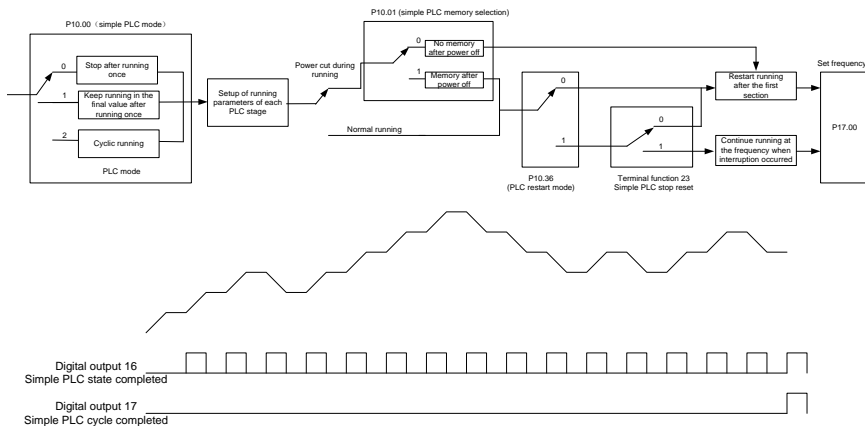 P10.00（simple PLC mode）
0
Stop after running
once
1
Keep running in the
final value after
running once
2
Cyclic running
PLC mode
Setup of running
parameters of each
PLC stage
Power cut during
running
Normal running
P10.01 (simple PLC memory selection)
0
No memory
after power off
1
Memory after
power off
0
1
P10.36
(PLC restart mode)
0
1
Terminal function 23
Simple PLC stop reset
Restart running
after the first
section
Continue running at
the frequency when
interruption occurred
Set frequency
P17.00
Digital output 16
Simple PLC state completed
Digital output 17
Simple PLC cycle completed